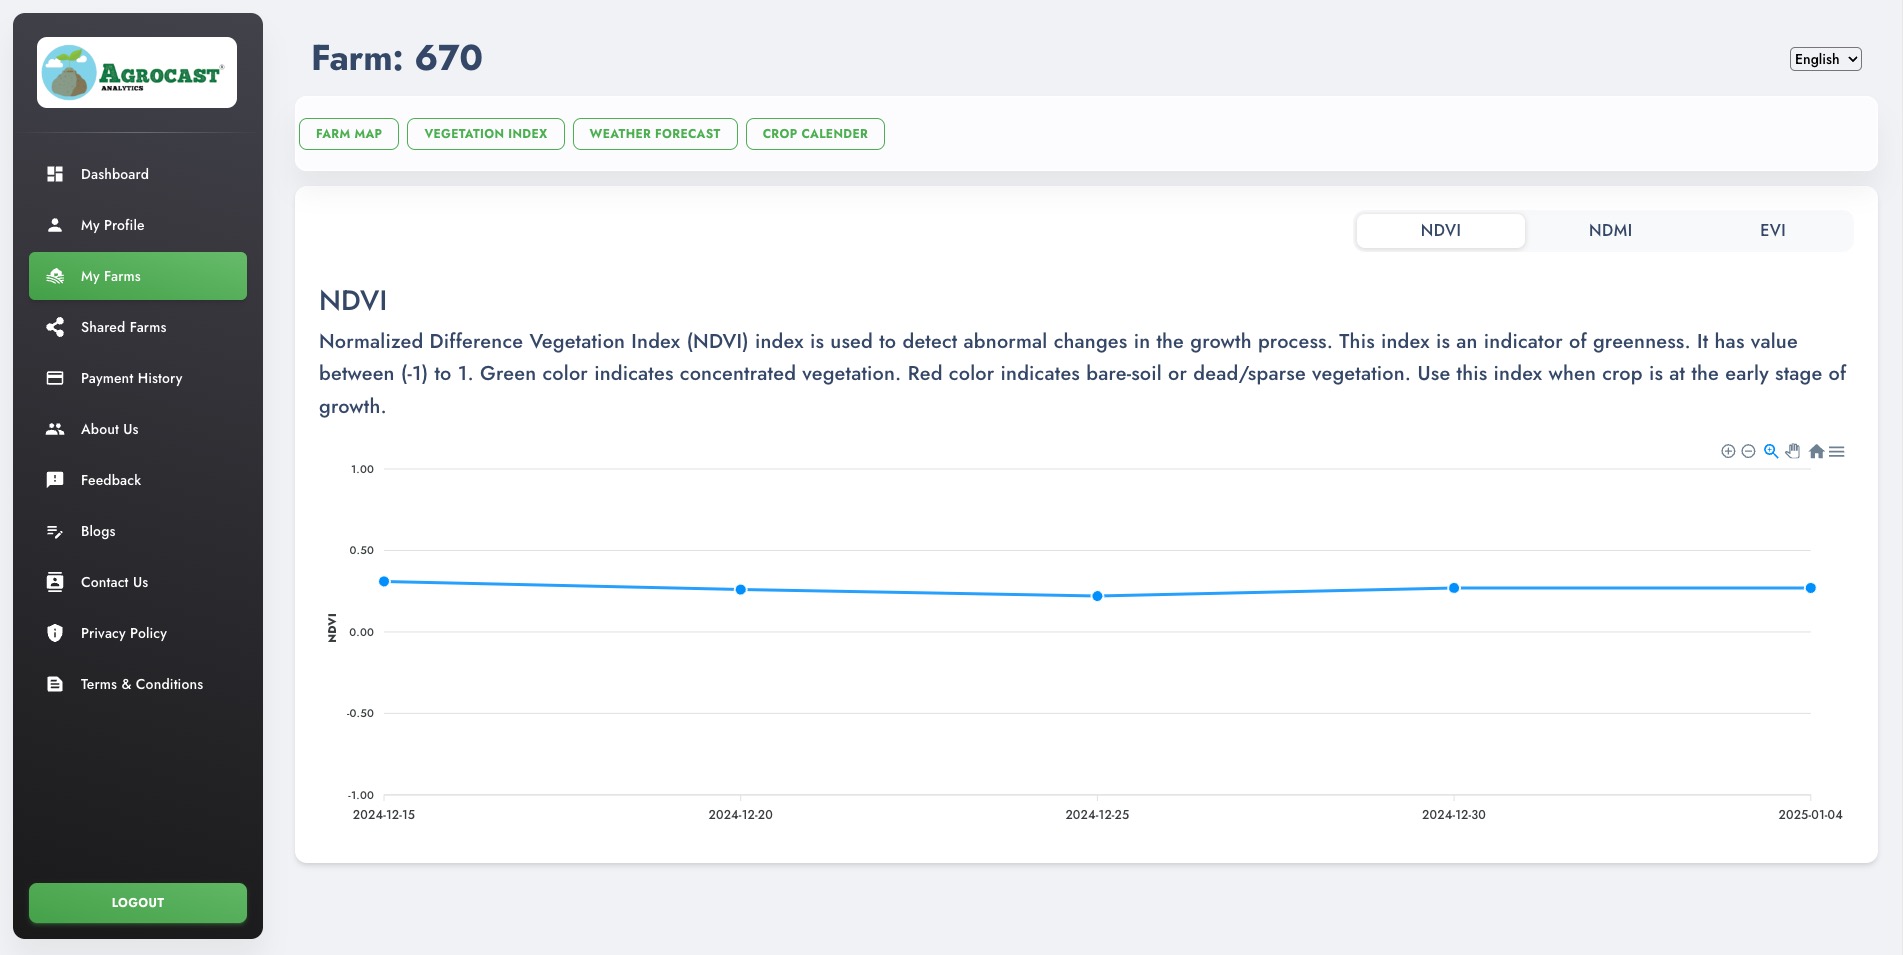 AGROCAST
ANALYTICS
Dashboard
My Profile
My Farms
Shared Farms
Payment History
About Us
Feedback
Blogs
Contact Us
Privacy Policy
Terms & Conditions
LOGOUT
Farm: 670
English
FARM MAP
VEGETATION INDEX
WEATHER FORECAST
CROP CALENDER
NDVI
NDMI
EVI
NDVI
Normalized Difference Vegetation Index (NDVI) index is used to detect abnormal changes in the growth process. This index is an indicator of greenness. It has value
between (-1) to 1. Green color indicates concentrated vegetation. Red color indicates bare-soil or dead/sparse vegetation. Use this index when crop is at the early stage of
growth.
1.00
0.50
0.00
-0.50
-1.00
NDVI
2024-12-15
2024-12-20
2024-12-25
2024-12-30
2025-01-04